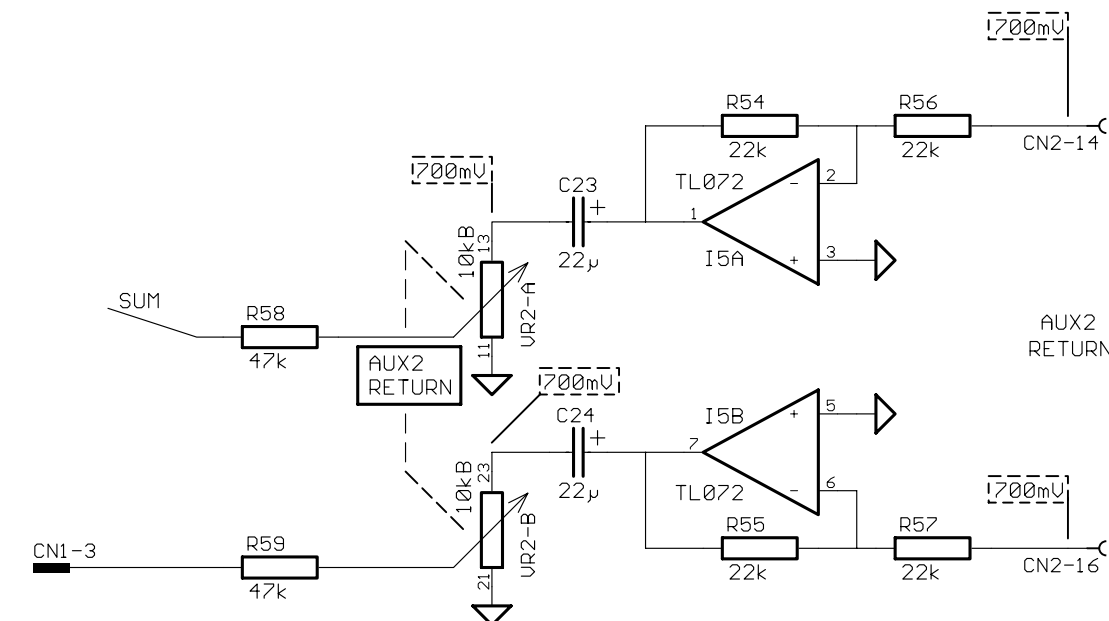 700mV
R54
R56
22k
22k
CN2-14
700mV
C23
+
TL072
-
2
1
10kB
13
22µ
I5A
+
3
SUM
R58
VR2-A
47k
11
AUX2
RETURN
AUX2
RETURN
700mV
C24
+
I5B
+
5
7
10kB
23
22µ
TL072
-
6
700mV
R55
R57
CN1-3
R59
VR2-B
22k
22k
CN2-16
47k
21